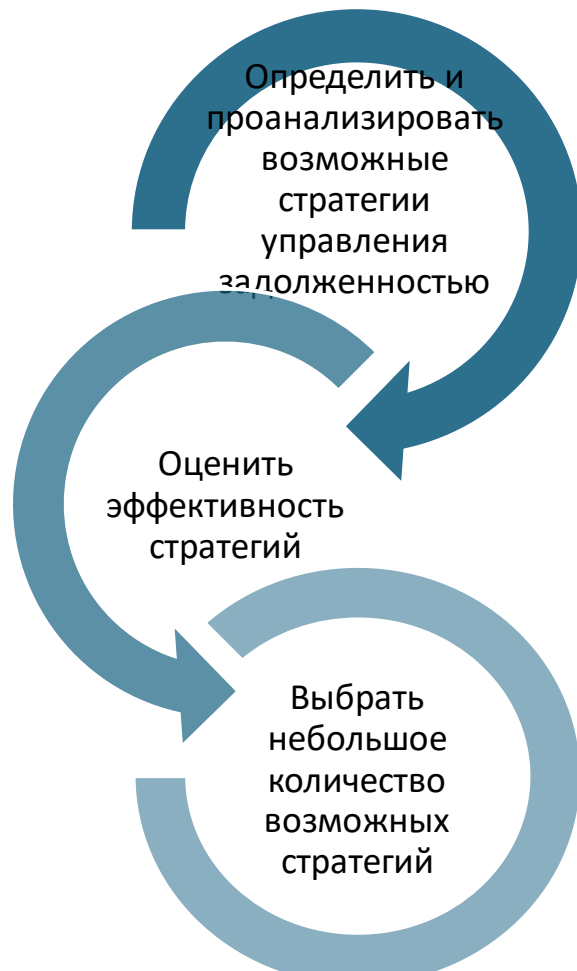 Определить и
проанализировать
возможные
стратегии
управления
задолженностью
Оценить
эффективность
стратегий
Выбрать
небольшое
количество
возможных
стратегий